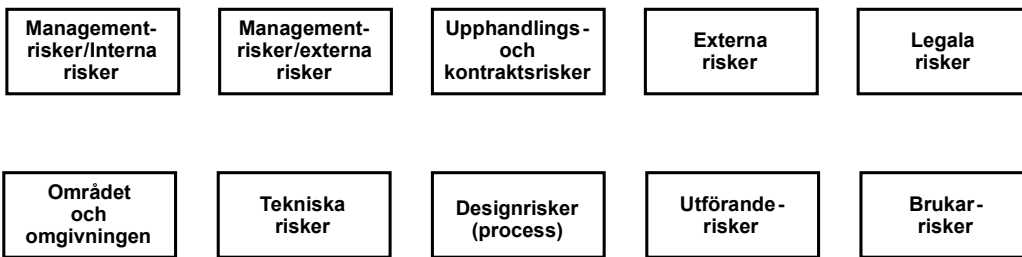 Management-
risker/Interna
risker
Management-
risker/externa
risker
Upphandlings-
och
kontraktsrisker
Externa
risker
Legala
risker
Området
och
omgivningen
Tekniska
risker
Designrisker
(process)
Utförande-
risker
Brukar-
risker